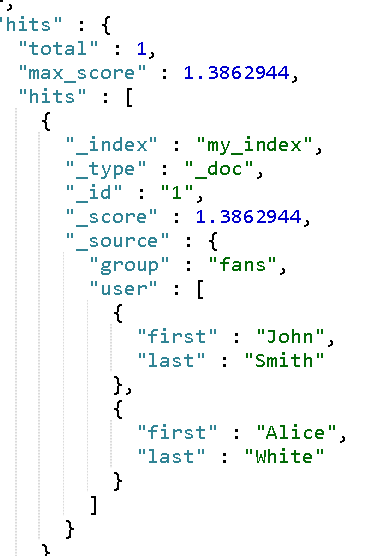 "hits" : {
"total" : 1,
"max_score" : 1.3862944,
"hits" : [
{
"_index" : "my_index",
"_type" : "_doc",
"_id" : "1",
"_score" : 1.3862944,
"_source" : {
"group" : "fans",
"user" : [
{
"first" : "John",
"last" : "Smith"
},
{
"first" : "Alice",
"last" : "White"
}
]
}
}